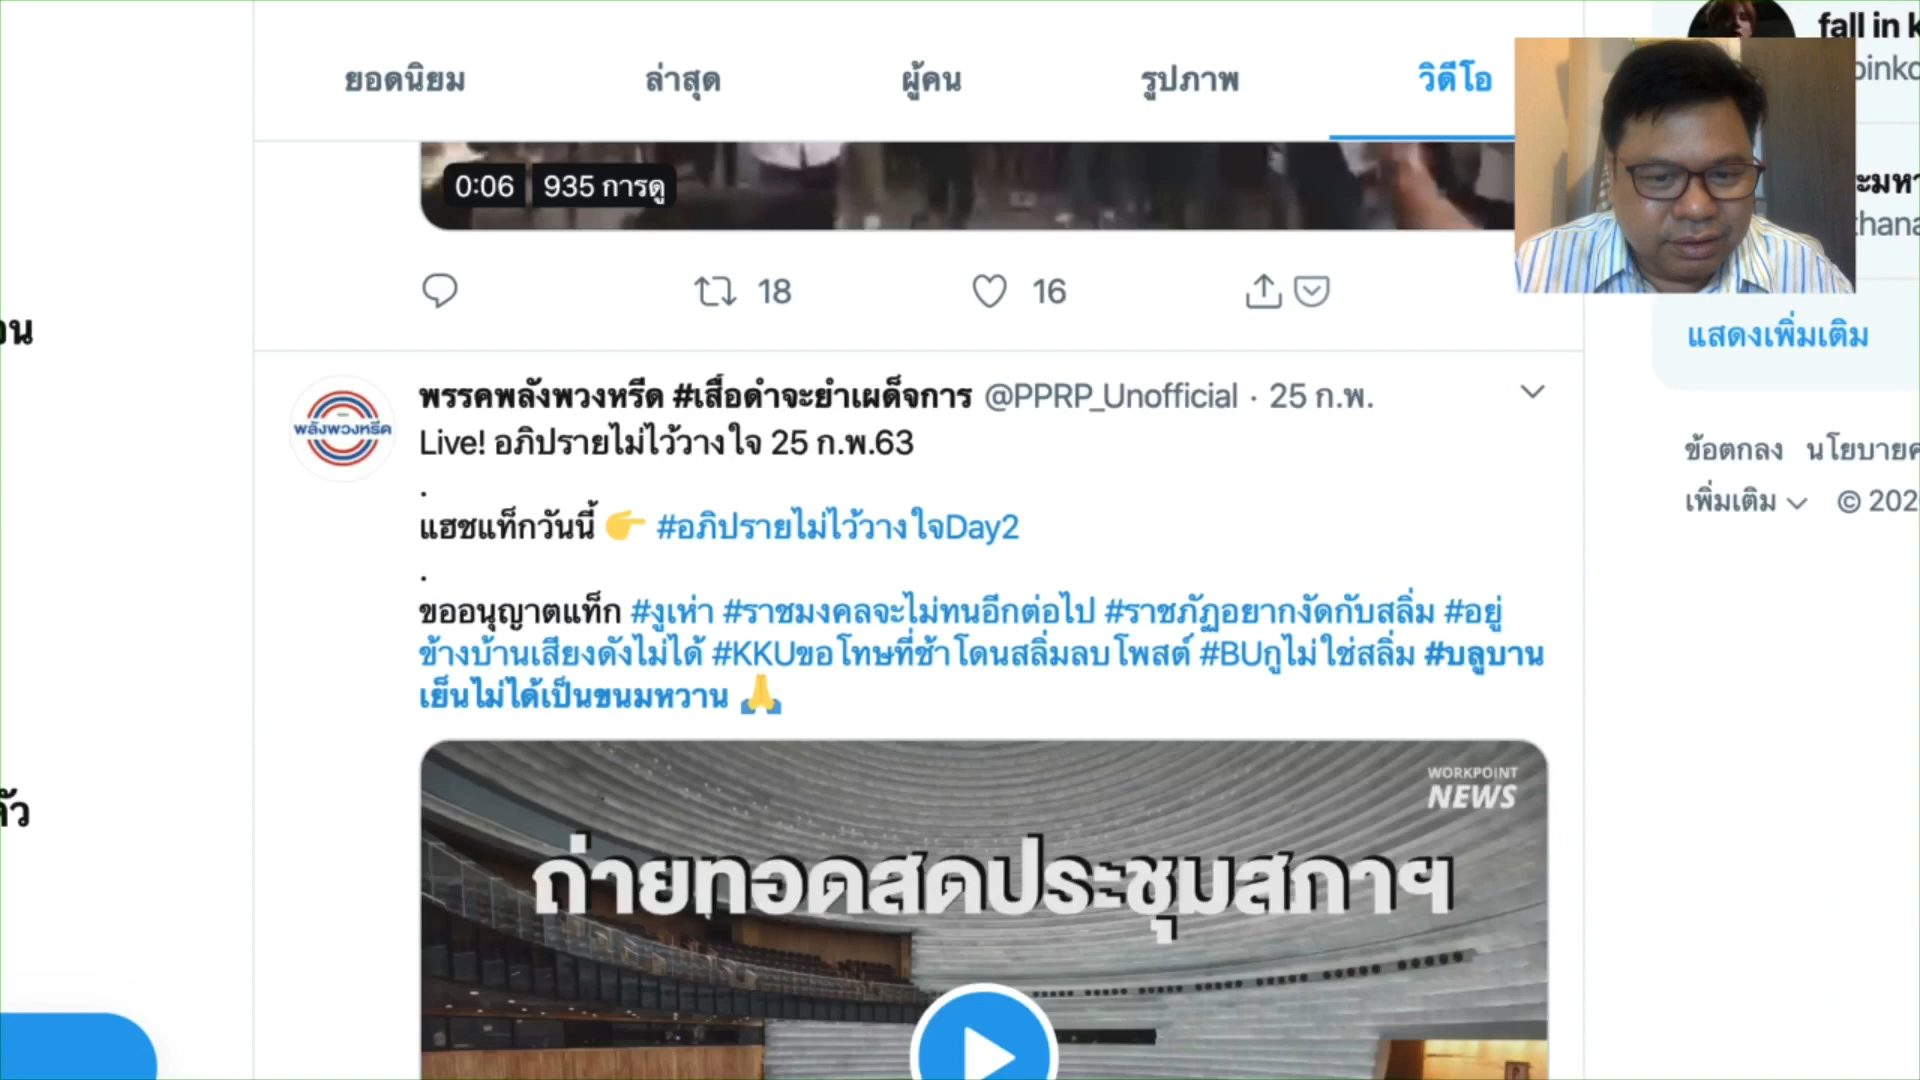 ยอดนิยม ล่าสุด ผู้คน รูปภาพ วิดีโอ
fall in
0:06 935 การดู
18 16
แสดงเพิ่มเติม
พรรคพลังพวงหรีด #เสื้อดำจะยำเผด็จการ @PPRP_Unofficial · 25 ก.พ.
พลังพวงหรีด
Live! อภิปรายไม่ไว้วางใจ 25 ก.พ.63
.
แฮชแท็กวันนี้ 👉 #อภิปรายไม่ไว้วางใจDay2
.
ขออนุญาตแท็ก #งูเห่า #ราชมงคลจะไม่ทนอีกต่อไป #ราชภัฏอยากงัดกับสลิ่ม #อยู่
ข้างบ้านเสียงดังไม่ได้ #KKUขอโทษที่ช้าโดนสลิ่มลบโพสต์ #BUกูไม่ใช่สลิ่ม #บลูบาน
เย็นไม่ได้เป็นขนมหวาน 🙏
ข้อตกลง
เพิ่มเติม © 202
WORKPOINT
NEWS
ถ่ายทอดสดประชุมสภาฯ